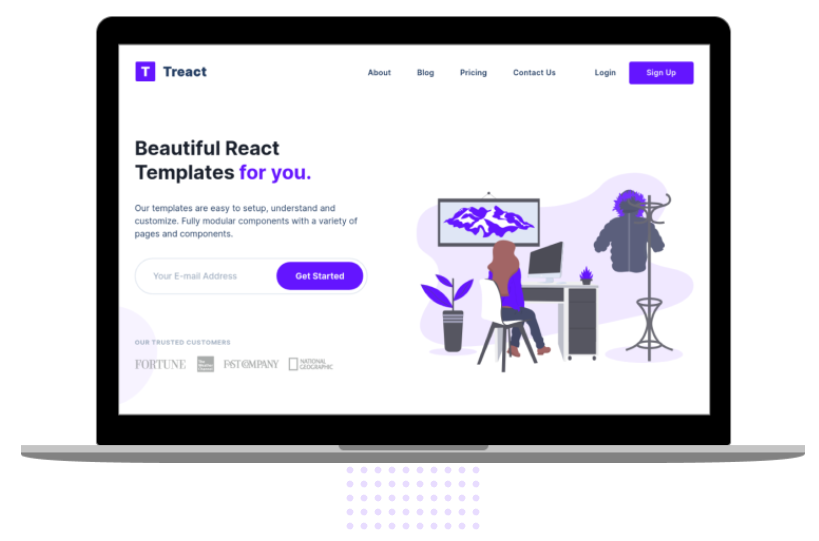 T Treact
About Blog Pricing Contact Us Login Sign Up
Beautiful React
Templates for you.
Our templates are easy to setup, understand and
customize. Fully modular components with a variety of
pages and components.
Your E-mail Address Get Started
OUR TRUSTED CUSTOMERS
FORTUNE
FAST COMPANY
NATIONAL
GEOGRAPHIC